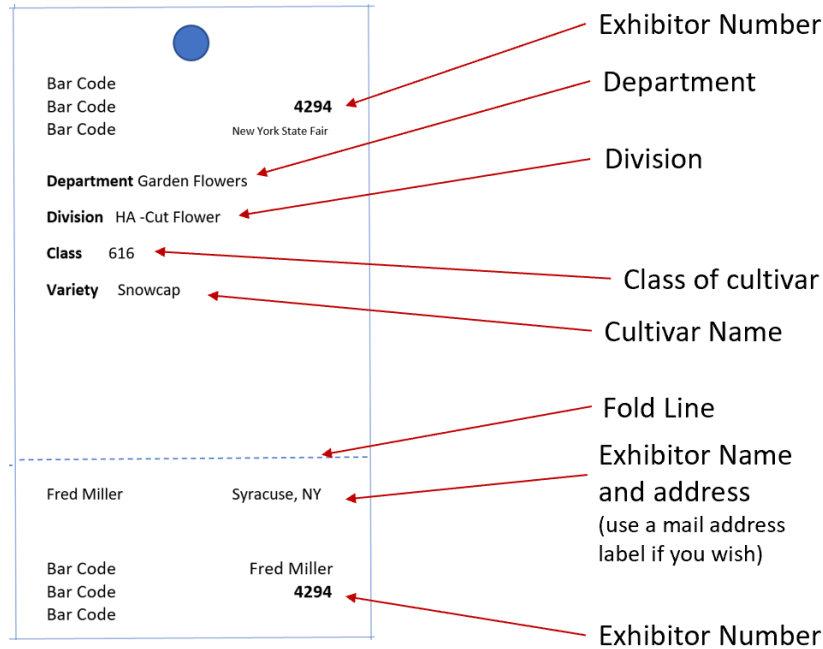 Exhibitor Number
Department
Division
Class of cultivar
Cultivar Name
Fold Line
Exhibitor Name
and address
(use a mail address
label if you wish)
Exhibitor Number
Bar Code
Bar Code 4294
Bar Code New York State Fair
Department Garden Flowers
Division HA -Cut Flower
Class 616
Variety Snowcap
Fred Miller Syracuse, NY
Bar Code Fred Miller
Bar Code 4294
Bar Code